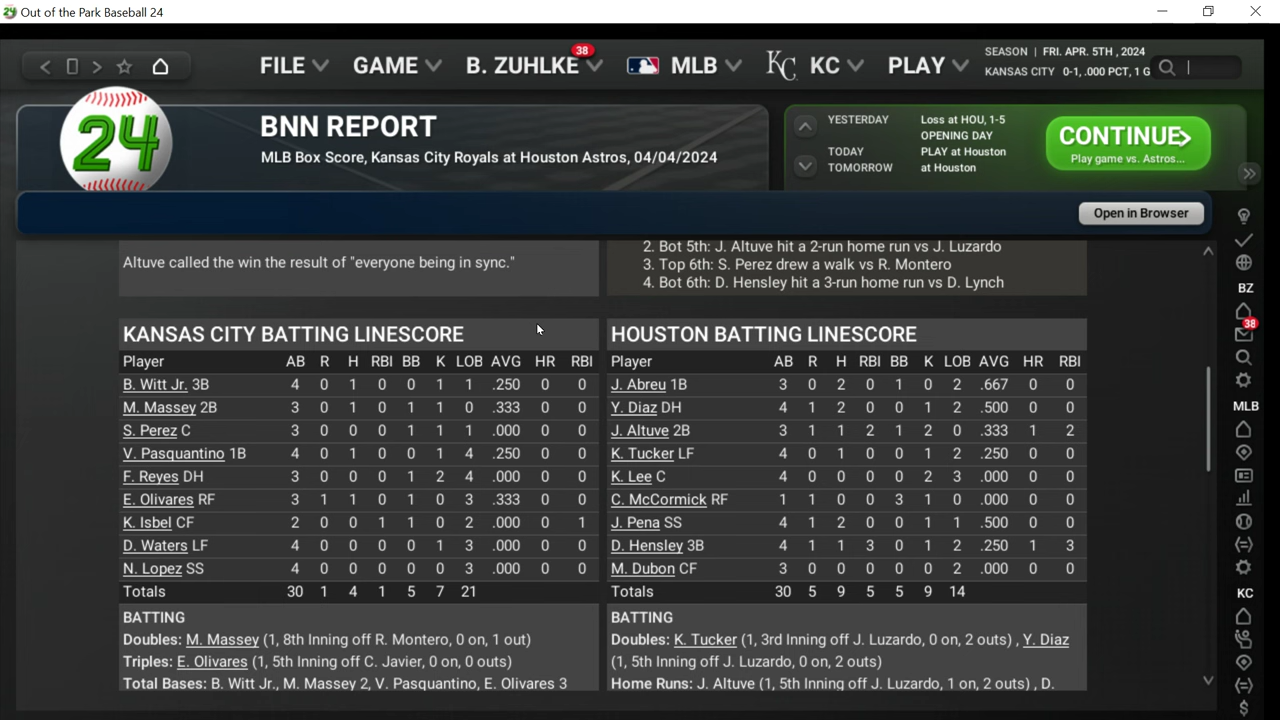 Out of the Park Baseball 24
FILE GAME B. ZUHLKE 38 MLB KC KC PLAY
SEASON | FRI. APR. 5TH , 2024
KANSAS CITY 0-1, .000 PCT, 1 G
24
BNN REPORT
MLB Box Score, Kansas City Royals at Houston Astros, 04/04/2024
YESTERDAY Loss at HOU, 1-5
OPENING DAY
TODAY PLAY at Houston
TOMORROW at Houston
CONTINUE
Play game vs. Astros...
Open in Browser
Altuve called the win the result of "everyone being in sync."
2. Bot 5th: J. Altuve hit a 2-run home run vs J. Luzardo
3. Top 6th: S. Perez drew a walk vs R. Montero
4. Bot 6th: D. Hensley hit a 3-run home run vs D. Lynch
KANSAS CITY BATTING LINESCORE
Player AB R H RBI BB K LOB AVG HR RBI
B. Witt Jr. 3B 4 0 1 0 0 1 1 .250 0 0
M. Massey 2B 3 0 1 0 1 1 0 .333 0 0
S. Perez C 3 0 0 0 1 1 1 .000 0 0
V. Pasquantino 1B 4 0 1 0 0 1 4 .250 0 0
F. Reyes DH 3 0 0 0 1 2 4 .000 0 0
E. Olivares RF 3 1 1 0 1 0 3 .333 0 0
K. Isbel CF 2 0 0 1 1 0 2 .000 0 1
D. Waters LF 4 0 0 0 0 1 3 .000 0 0
N. Lopez SS 4 0 0 0 0 0 3 .000 0 0
Totals 30 1 4 1 5 7 21
BATTING
Doubles: M. Massey (1, 8th Inning off R. Montero, 0 on, 1 out)
Triples: E. Olivares (1, 5th Inning off C. Javier, 0 on, 0 outs)
Total Bases: B. Witt Jr., M. Massey 2, V. Pasquantino, E. Olivares 3
HOUSTON BATTING LINESCORE
Player AB R H RBI BB K LOB AVG HR RBI
J. Abreu 1B 3 0 2 0 1 0 2 .667 0 0
Y. Diaz DH 4 1 2 0 0 1 2 .500 0 0
J. Altuve 2B 3 1 1 2 1 2 0 .333 1 2
K. Tucker LF 4 0 1 0 0 1 2 .250 0 0
K. Lee C 4 0 0 0 0 2 3 .000 0 0
C. McCormick RF 1 1 0 0 3 1 0 .000 0 0
J. Pena SS 4 1 2 0 0 1 1 .500 0 0
D. Hensley 3B 4 1 1 3 0 1 2 .250 1 3
M. Dubon CF 3 0 0 0 0 0 2 .000 0 0
Totals 30 5 9 5 5 9 14
BATTING
Doubles: K. Tucker (1, 3rd Inning off J. Luzardo, 0 on, 2 outs) , Y. Diaz
(1, 5th Inning off J. Luzardo, 0 on, 2 outs)
Home Runs: J. Altuve (1, 5th Inning off J. Luzardo, 1 on, 2 outs) , D.
BZ
38
MLB
KC